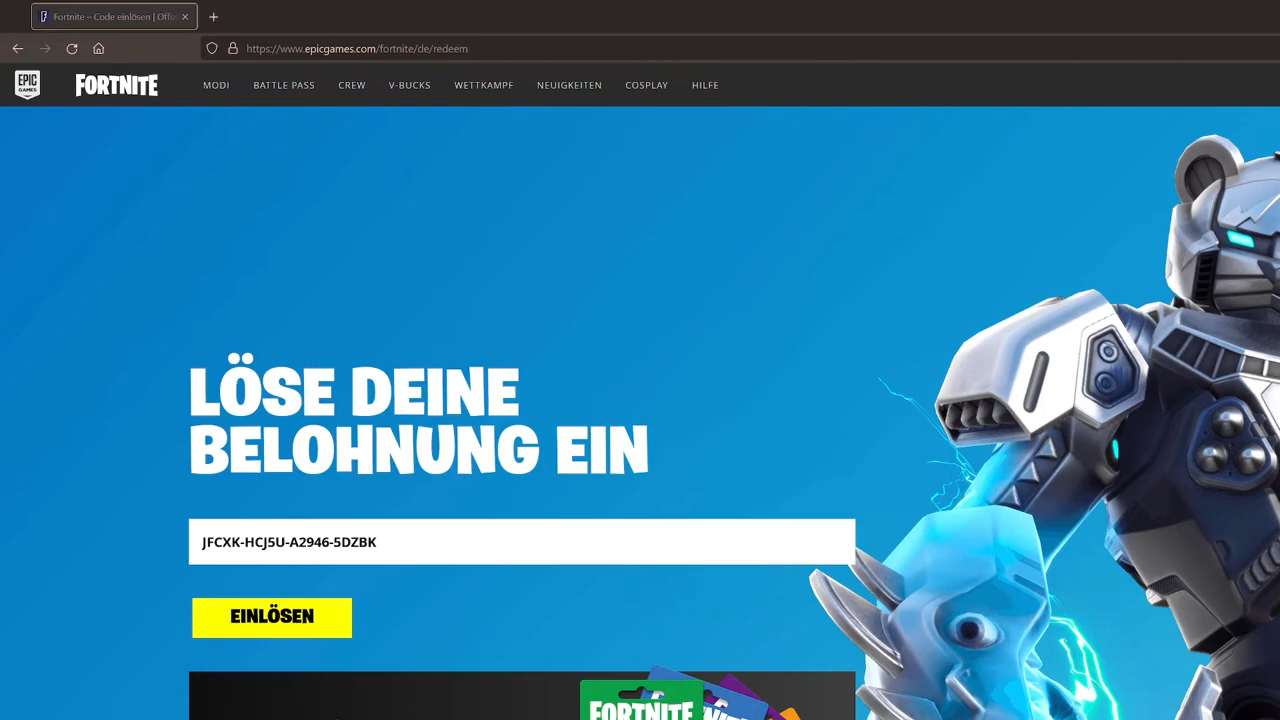 Fortnite – Code einlösen | Offiz
https://www.epicgames.com/fortnite/de/redeem
EPIC
GAMES
FORTNITE
MODI
BATTLE PASS
CREW
V-BUCKS
WETTKAMPF
NEUIGKEITEN
COSPLAY
HILFE
LÖSE DEINE
BELOHNUNG EIN
JFCXK-HCJ5U-A2946-5DZBK
EINLÖSEN
FORTNITE